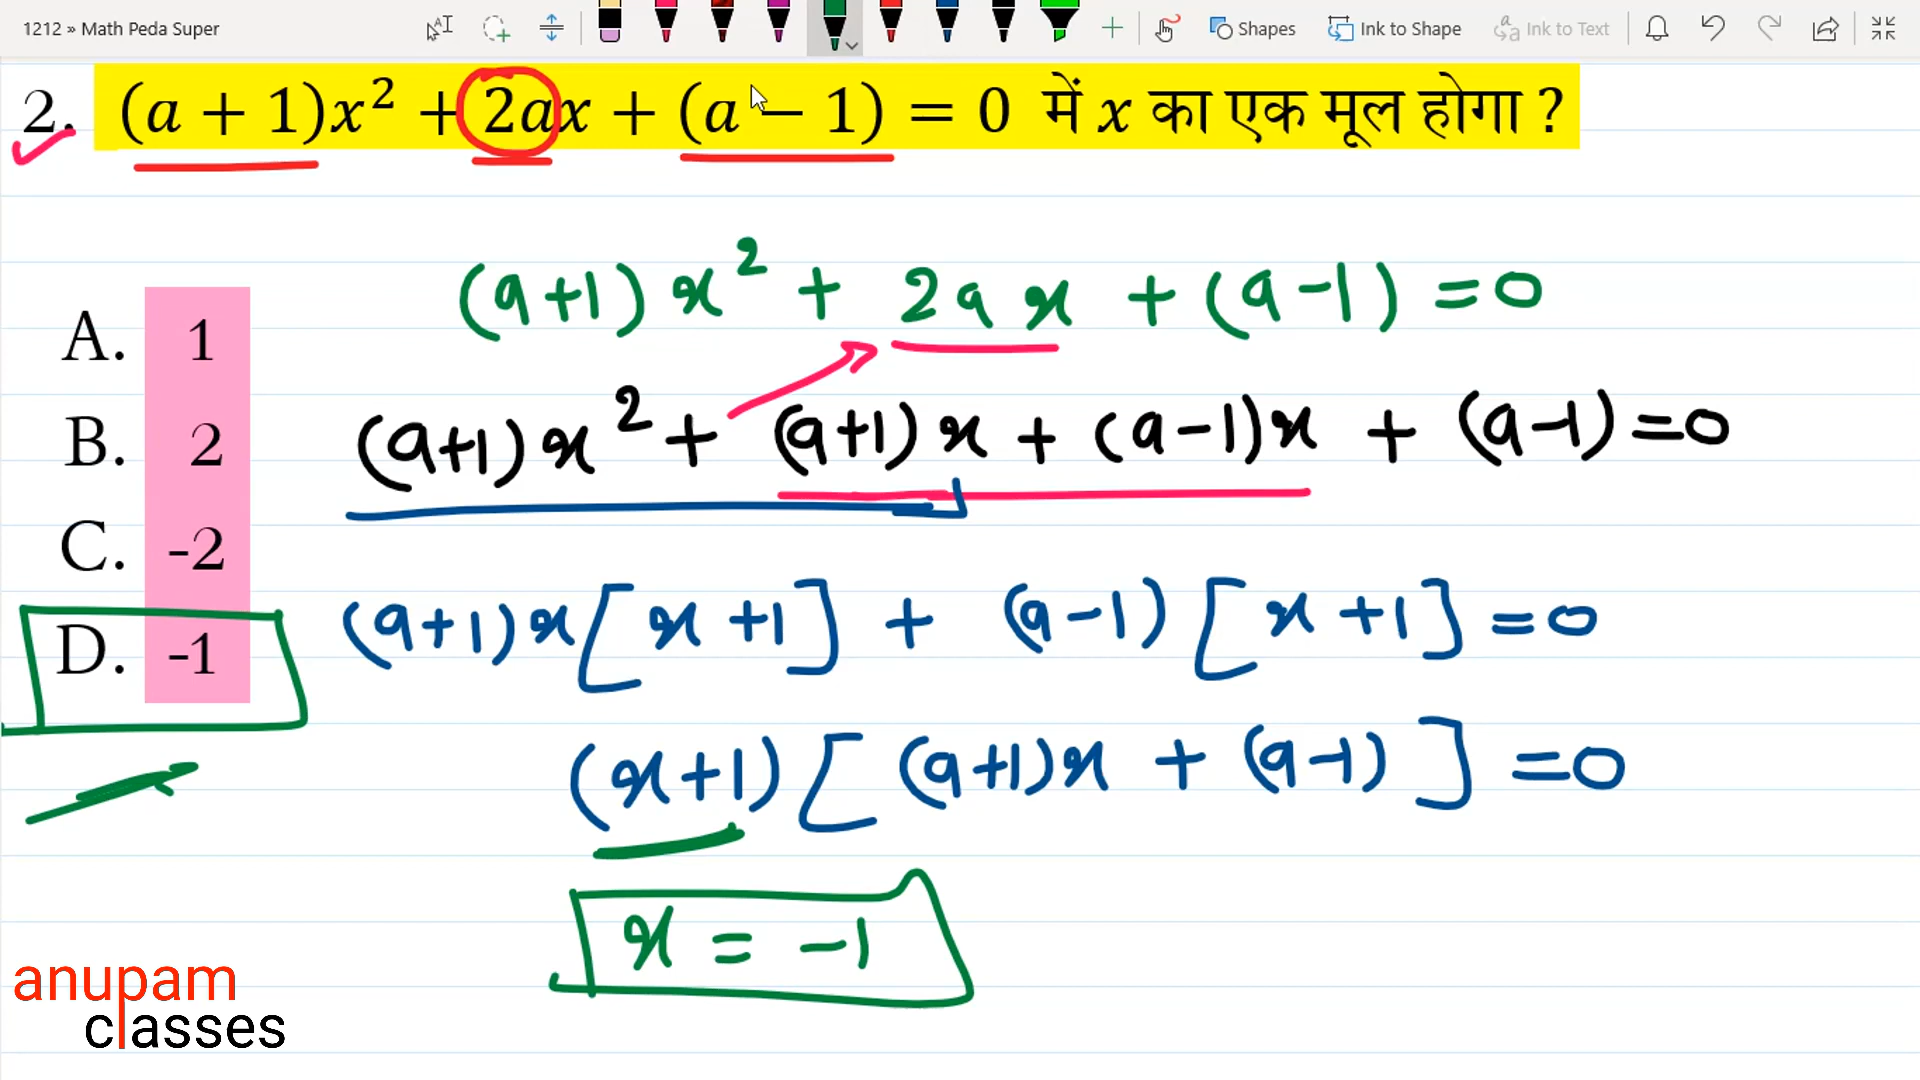 1212 » Math Peda Super
Shapes
Ink to Shape
Ink to Text
2. (a + 1)x² + 2ax + (a − 1) = 0 में x का एक मूल होगा ?
A. 1
B. 2
C. -2
D. -1
(a+1) x² + 2a x + (a-1) = 0
(a+1) x² + (a+1) x + (a-1) x + (a-1) = 0
(a+1) x [x+1] + (a-1) [x+1] = 0
(x+1) [(a+1)x + (a-1)] = 0
x = -1
anupam
classes